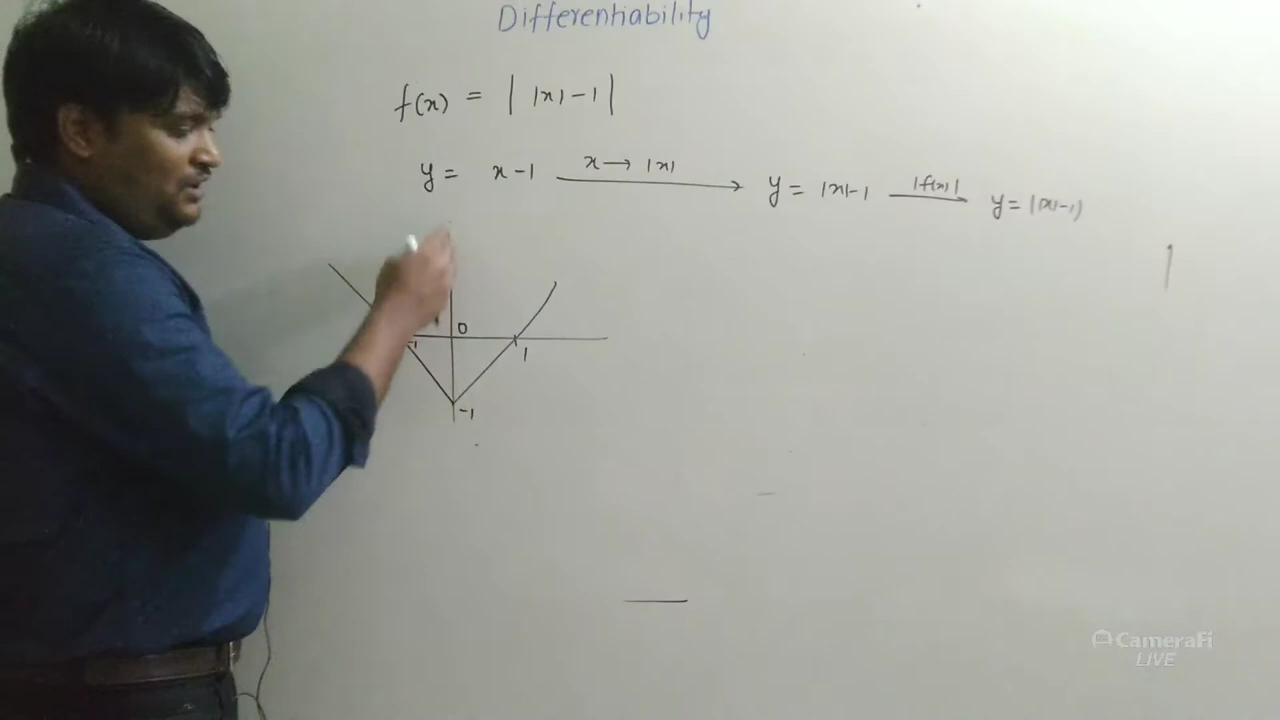 Differentiability
f(x) = | |x| - 1 |
y = x - 1 x → |x| y = |x| - 1 |f(x)| y = ||x| - 1|
0
-1 1
-1
CameraFi
LIVE